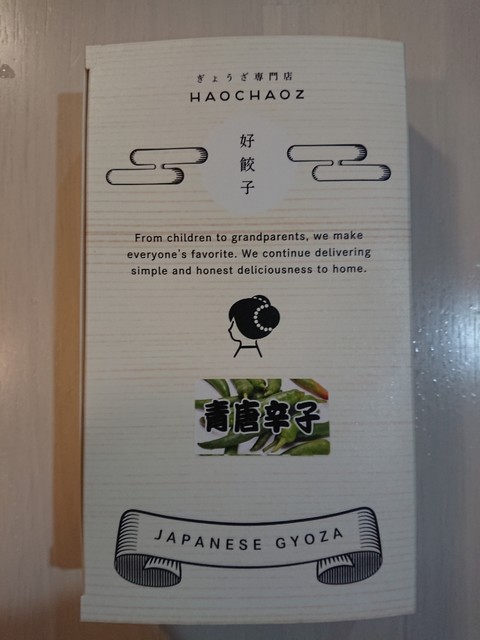 ぎょうざ専門店
HAOCHAOZ
好餃子
From children to grandparents, we make
everyone's favorite. We continue delivering
simple and honest deliciousness to home.
青唐辛子
JAPANESE GYOZA